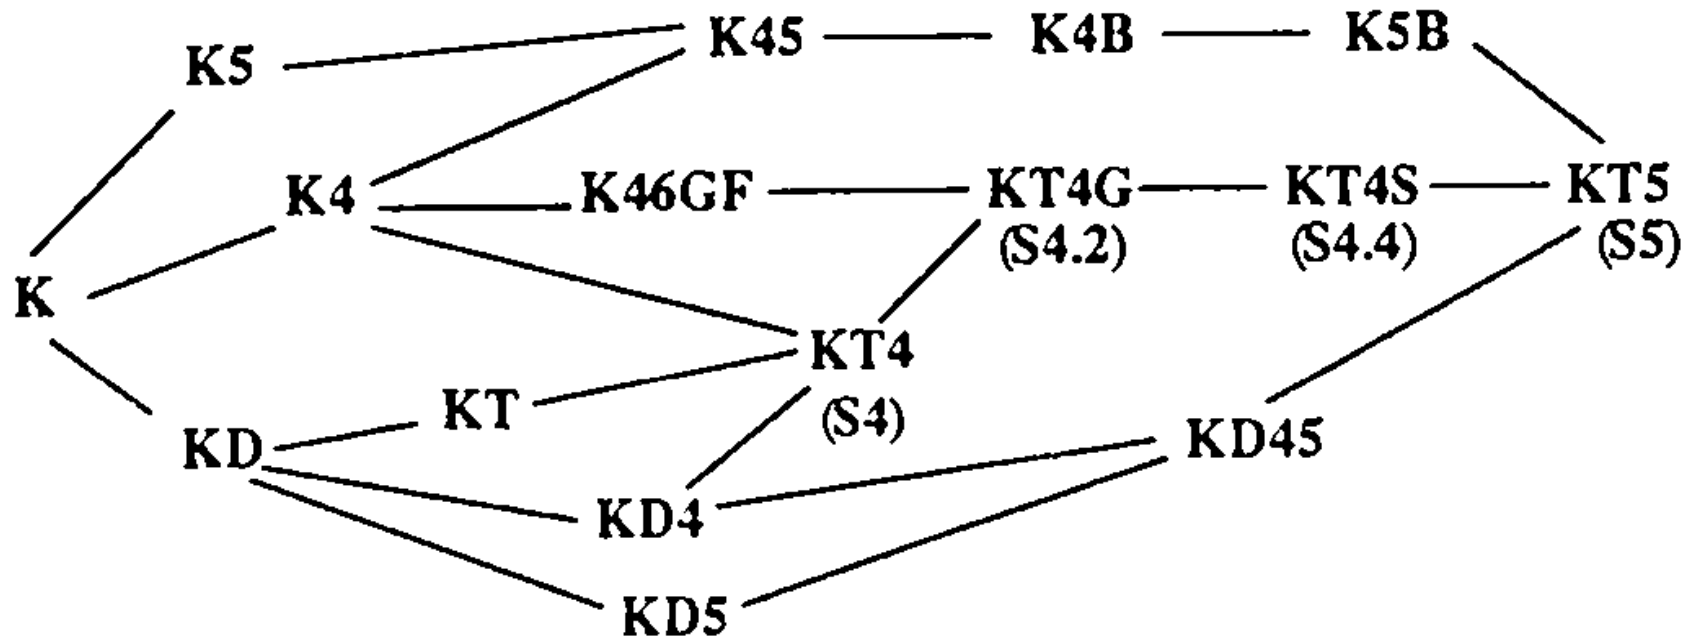 K5 K45 K4B K5B
K4 K46GF KT4G KT4S KT5
(S4.2) (S4.4) (S5)
K
KT4
KT (S4)
KD KD45
KD4
KD5